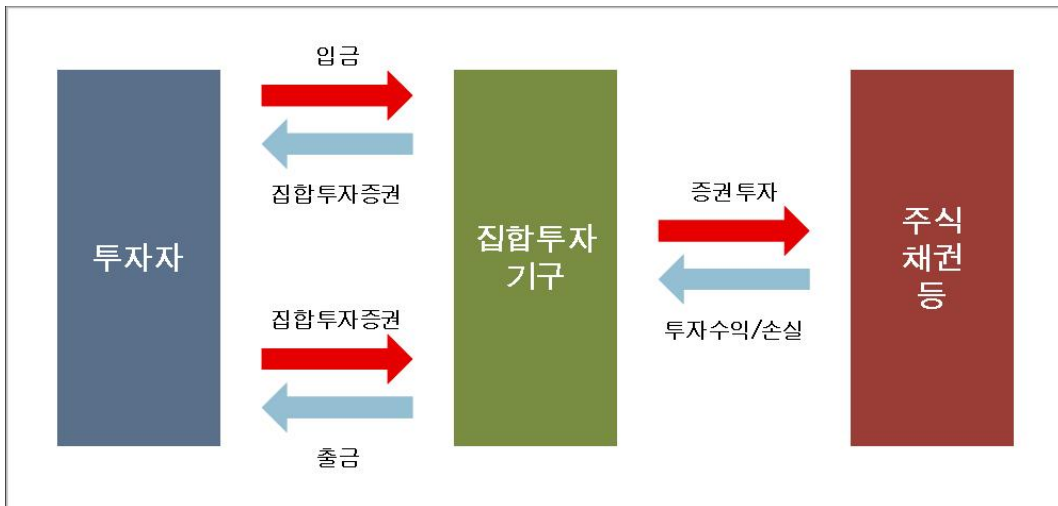 입금
집합투자증권
투자자
집합투자증권
출금
집합투자
기구
증권투자
투자수익/손실
주식
채권
등